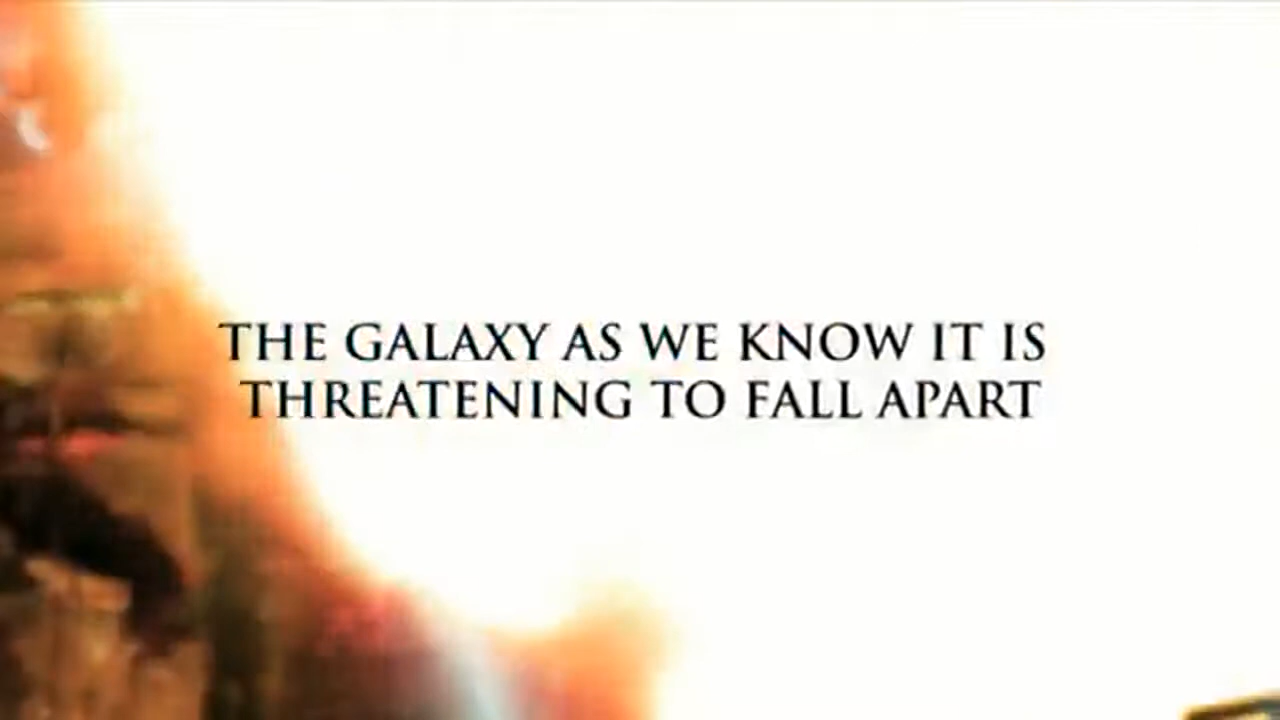 THE GALAXY AS WE KNOW IT IS
THREATENING TO FALL APART